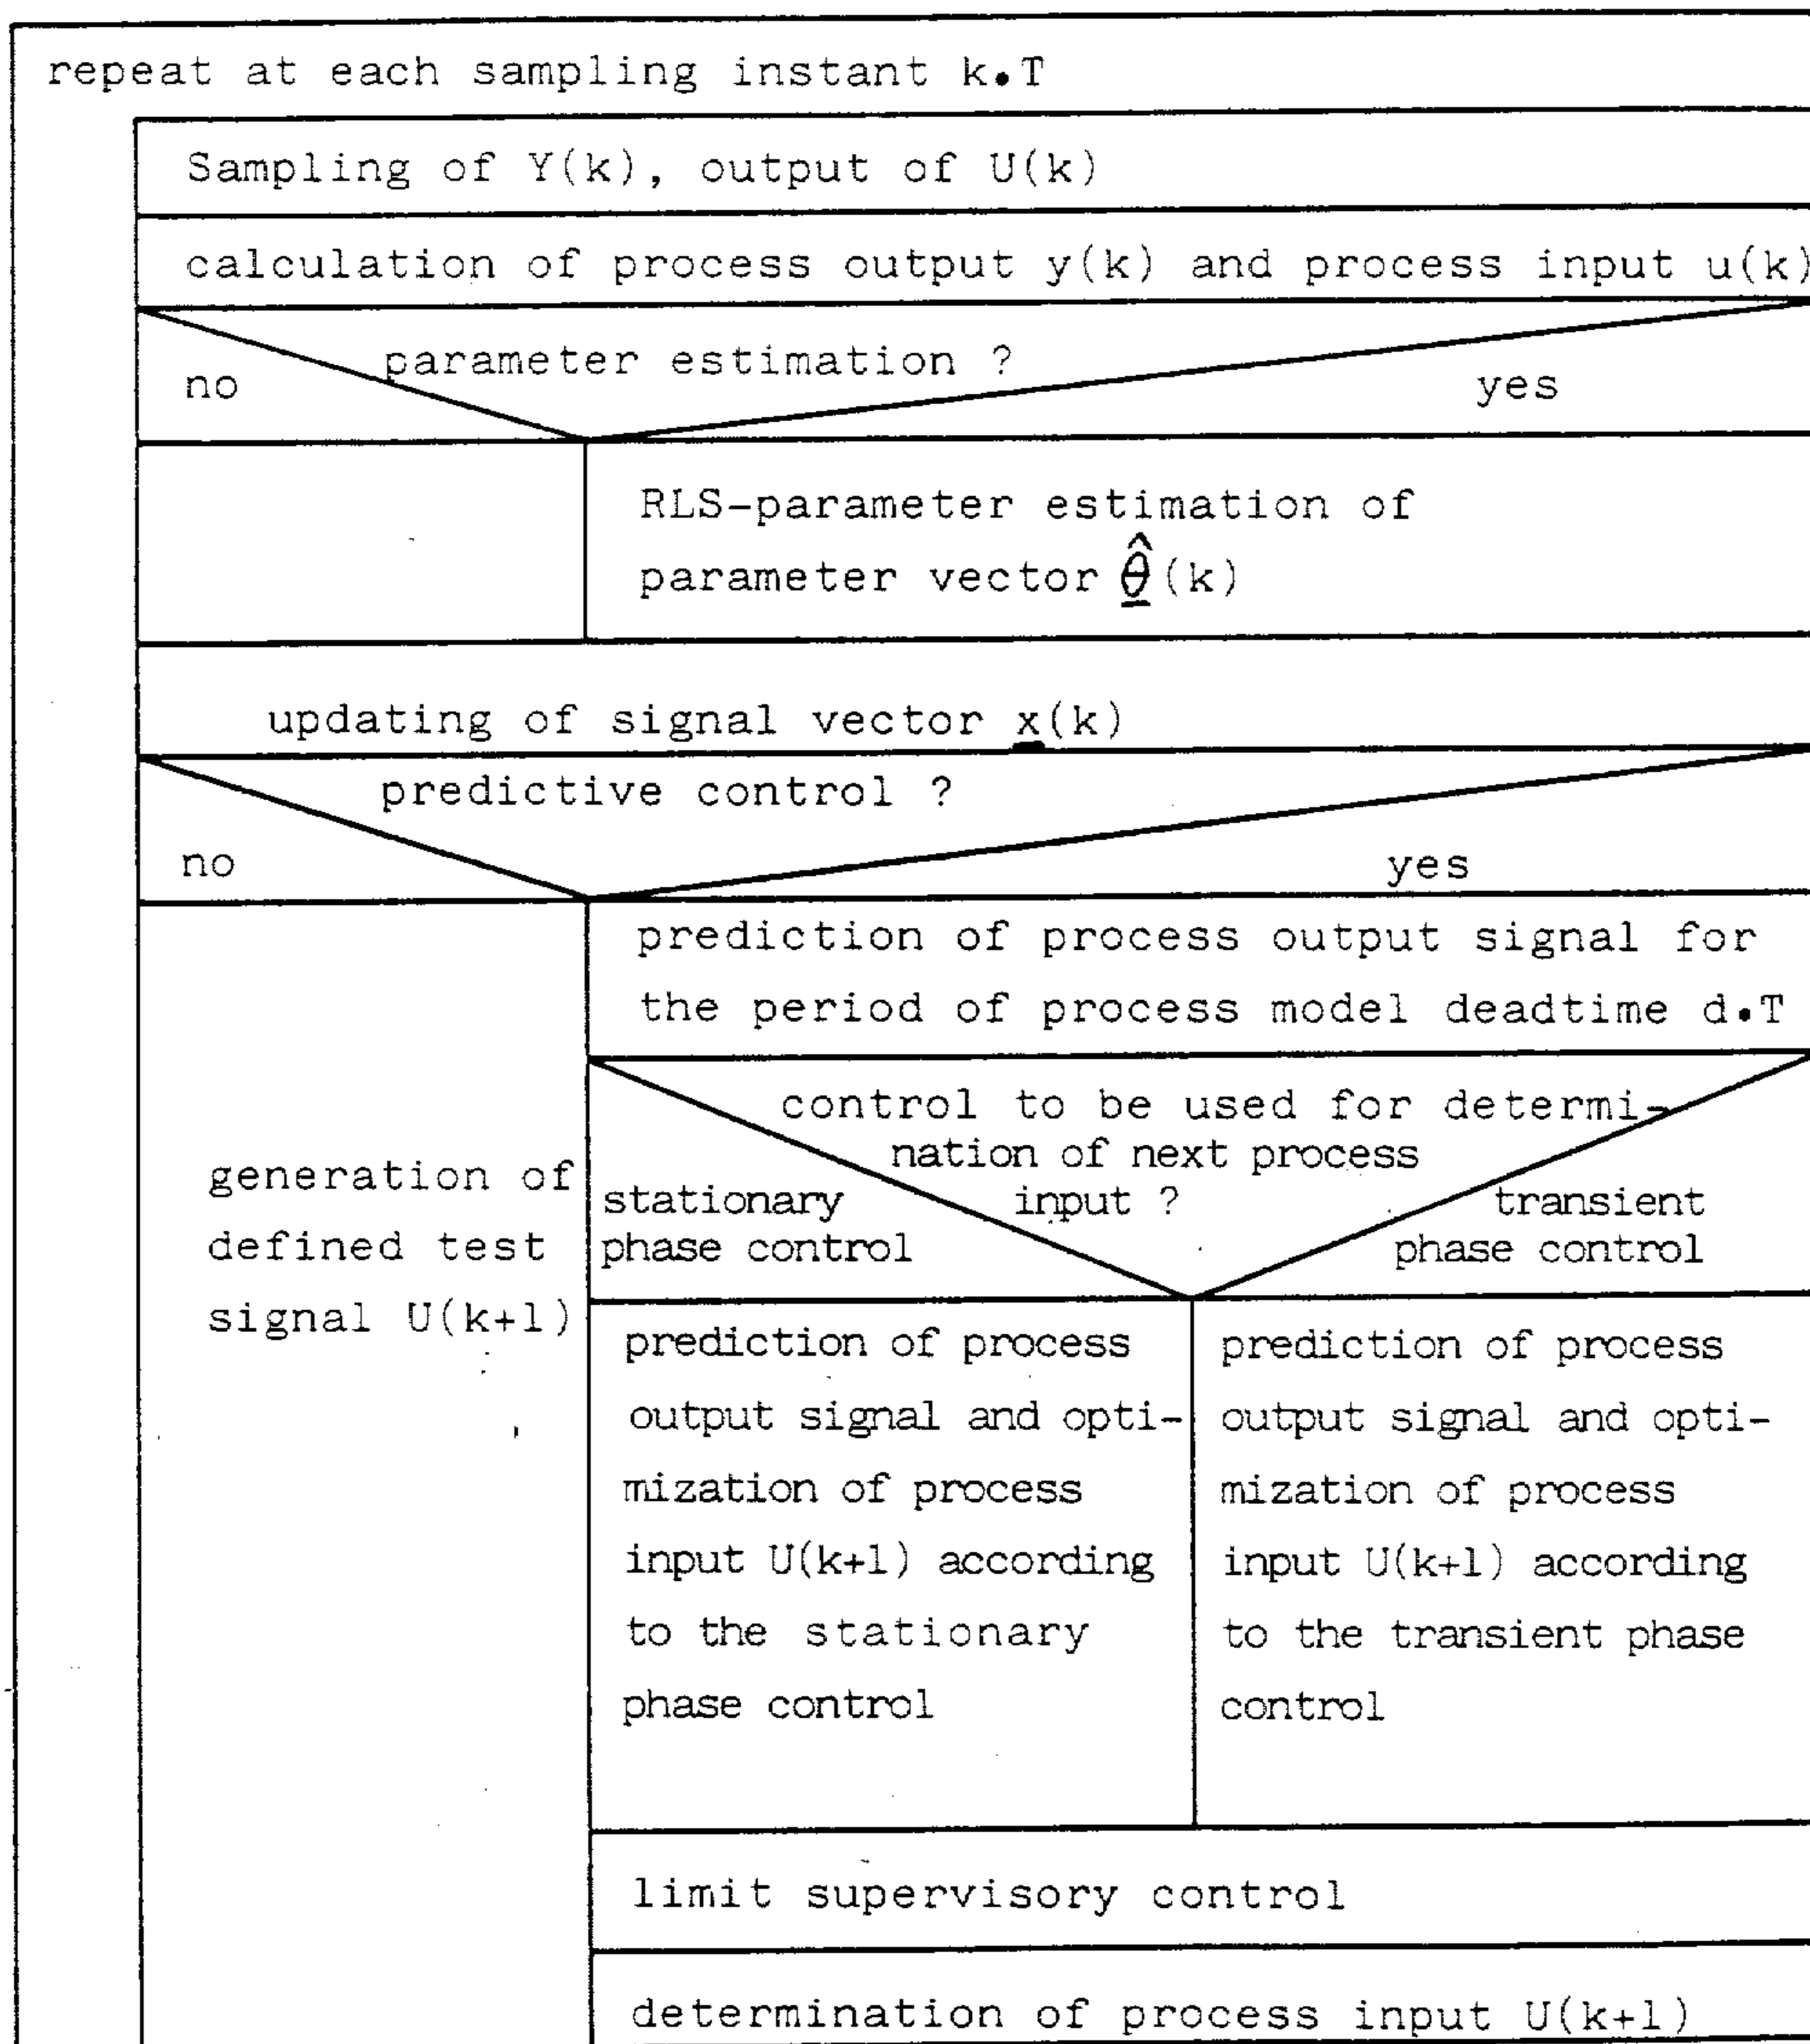 repeat at each sampling instant k•T
Sampling of Y(k), output of U(k)
calculation of process output y(k) and process input u(k)
parameter estimation ?
no
yes
RLS-parameter estimation of
parameter vector θ̲̂(k)
updating of signal vector x̲(k)
predictive control ?
no
yes
prediction of process output signal for
the period of process model deadtime d•T
control to be used for determi-
nation of next process
input ?
stationary
phase control
transient
phase control
generation of
defined test
signal U(k+1)
prediction of process
output signal and opti-
mization of process
input U(k+1) according
to the stationary
phase control
prediction of process
output signal and opti-
mization of process
input U(k+1) according
to the transient phase
control
limit supervisory control
determination of process input U(k+1)